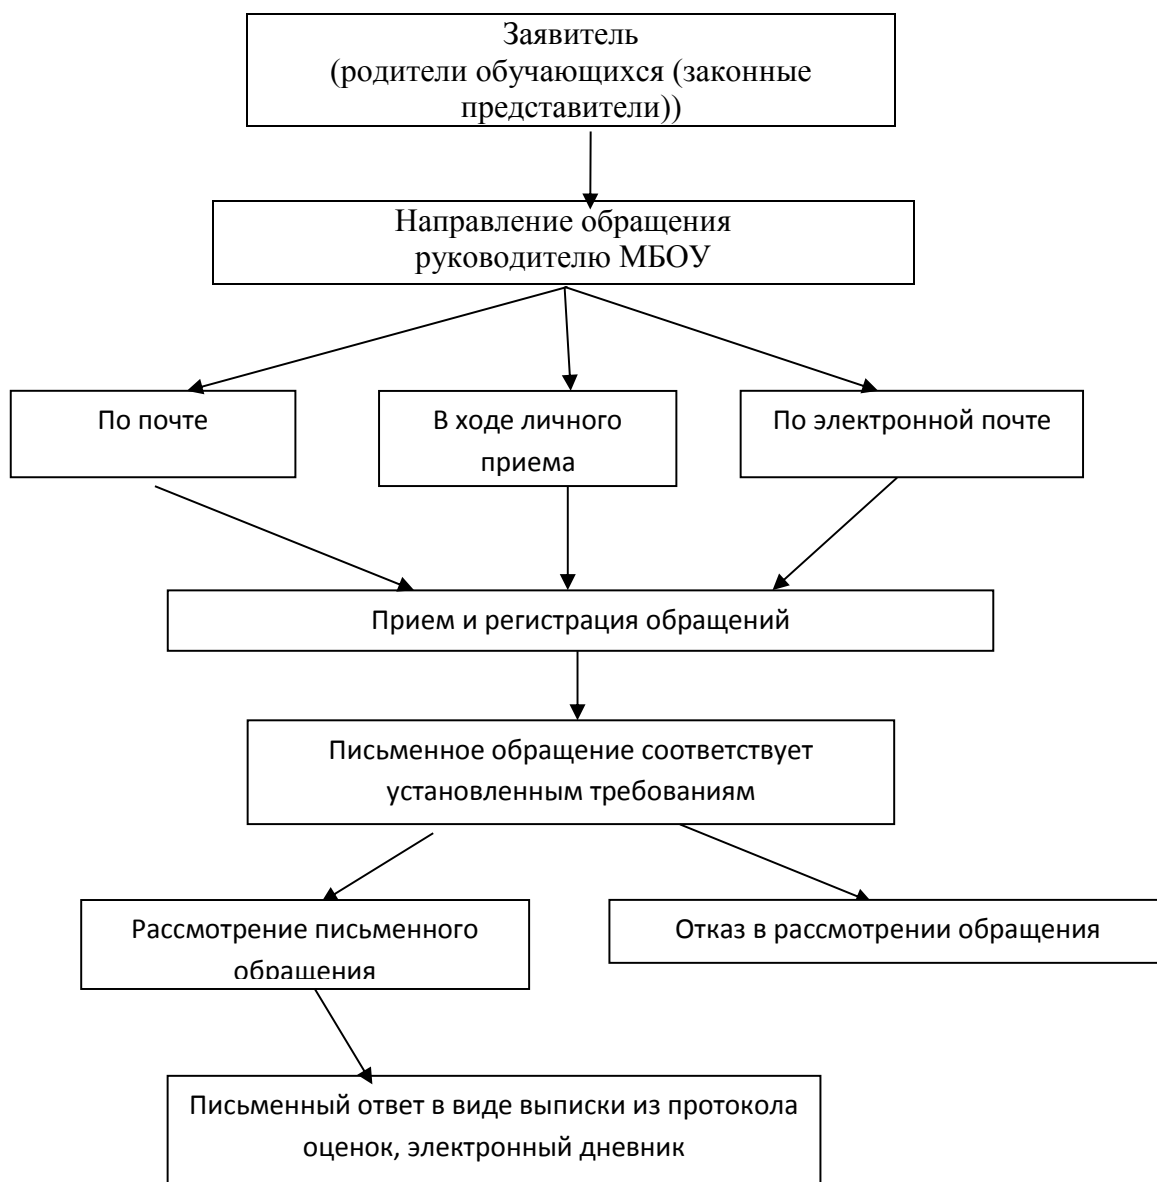 Заявитель
(родители обучающихся (законные
представители))
Направление обращения
руководителю МБОУ
По почте
В ходе личного
приема
По электронной почте
Прием и регистрация обращений
Письменное обращение соответствует
установленным требованиям
Рассмотрение письменного
обращения
Отказ в рассмотрении обращения
Письменный ответ в виде выписки из протокола
оценок, электронный дневник